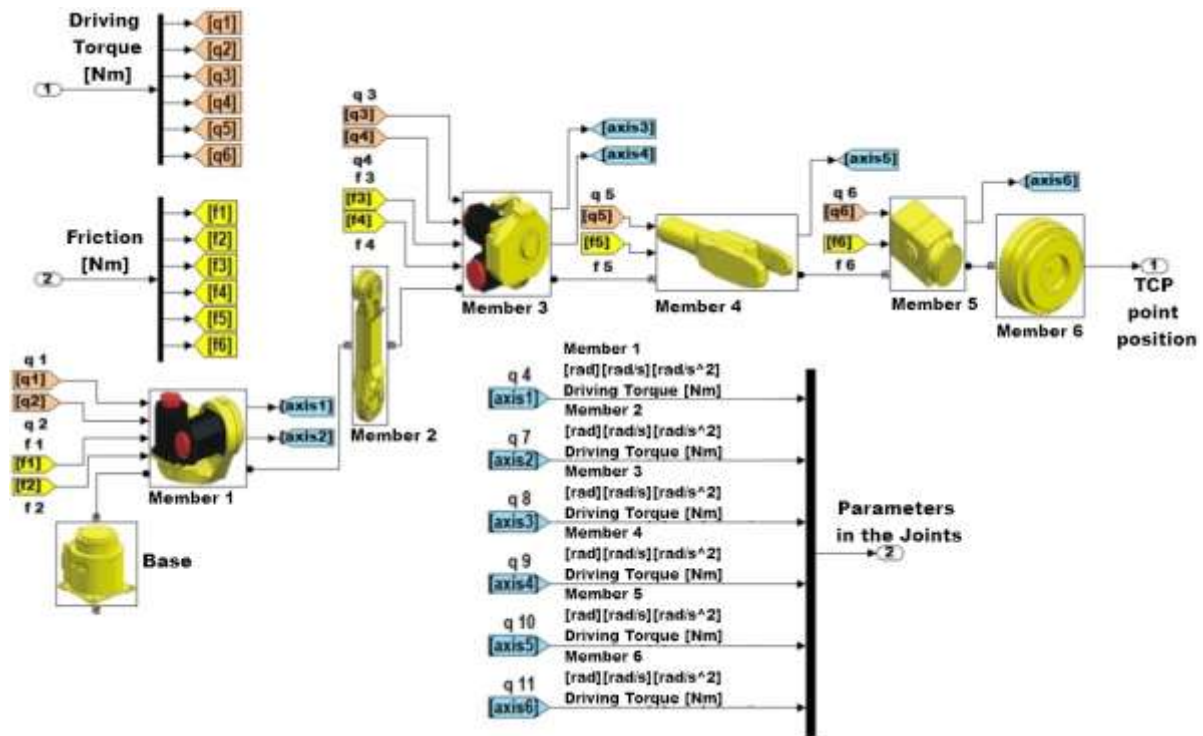 Driving
Torque
[Nm]
1
[q1]
[q2]
[q3]
[q4]
[q5]
[q6]
Friction
[Nm]
2
[f1]
[f2]
[f3]
[f4]
[f5]
[f6]
q 1
[q1]
[q2]
q 2
f 1
[f1]
[f2]
f 2
Member 1
[axis1]
[axis2]
Base
Member 2
q 3
[q3]
[q4]
q4
f 3
[f3]
[f4]
f 4
Member 3
[axis3]
[axis4]
q 5
[q5]
[f5]
f 5
Member 4
[axis5]
q 6
[q6]
[f6]
f 6
Member 5
[axis6]
Member 6
1
TCP
point
position
Member 1
q 4 [rad][rad/s][rad/s^2]
[axis1] Driving Torque [Nm]
Member 2
q 7 [rad][rad/s][rad/s^2]
[axis2] Driving Torque [Nm]
Member 3
q 8 [rad][rad/s][rad/s^2]
[axis3] Driving Torque [Nm]
Member 4
q 9 [rad][rad/s][rad/s^2]
[axis4] Driving Torque [Nm]
Member 5
q 10 [rad][rad/s][rad/s^2]
[axis5] Driving Torque [Nm]
Member 6
q 11 [rad][rad/s][rad/s^2]
[axis6] Driving Torque [Nm]
Parameters
in the Joints
2